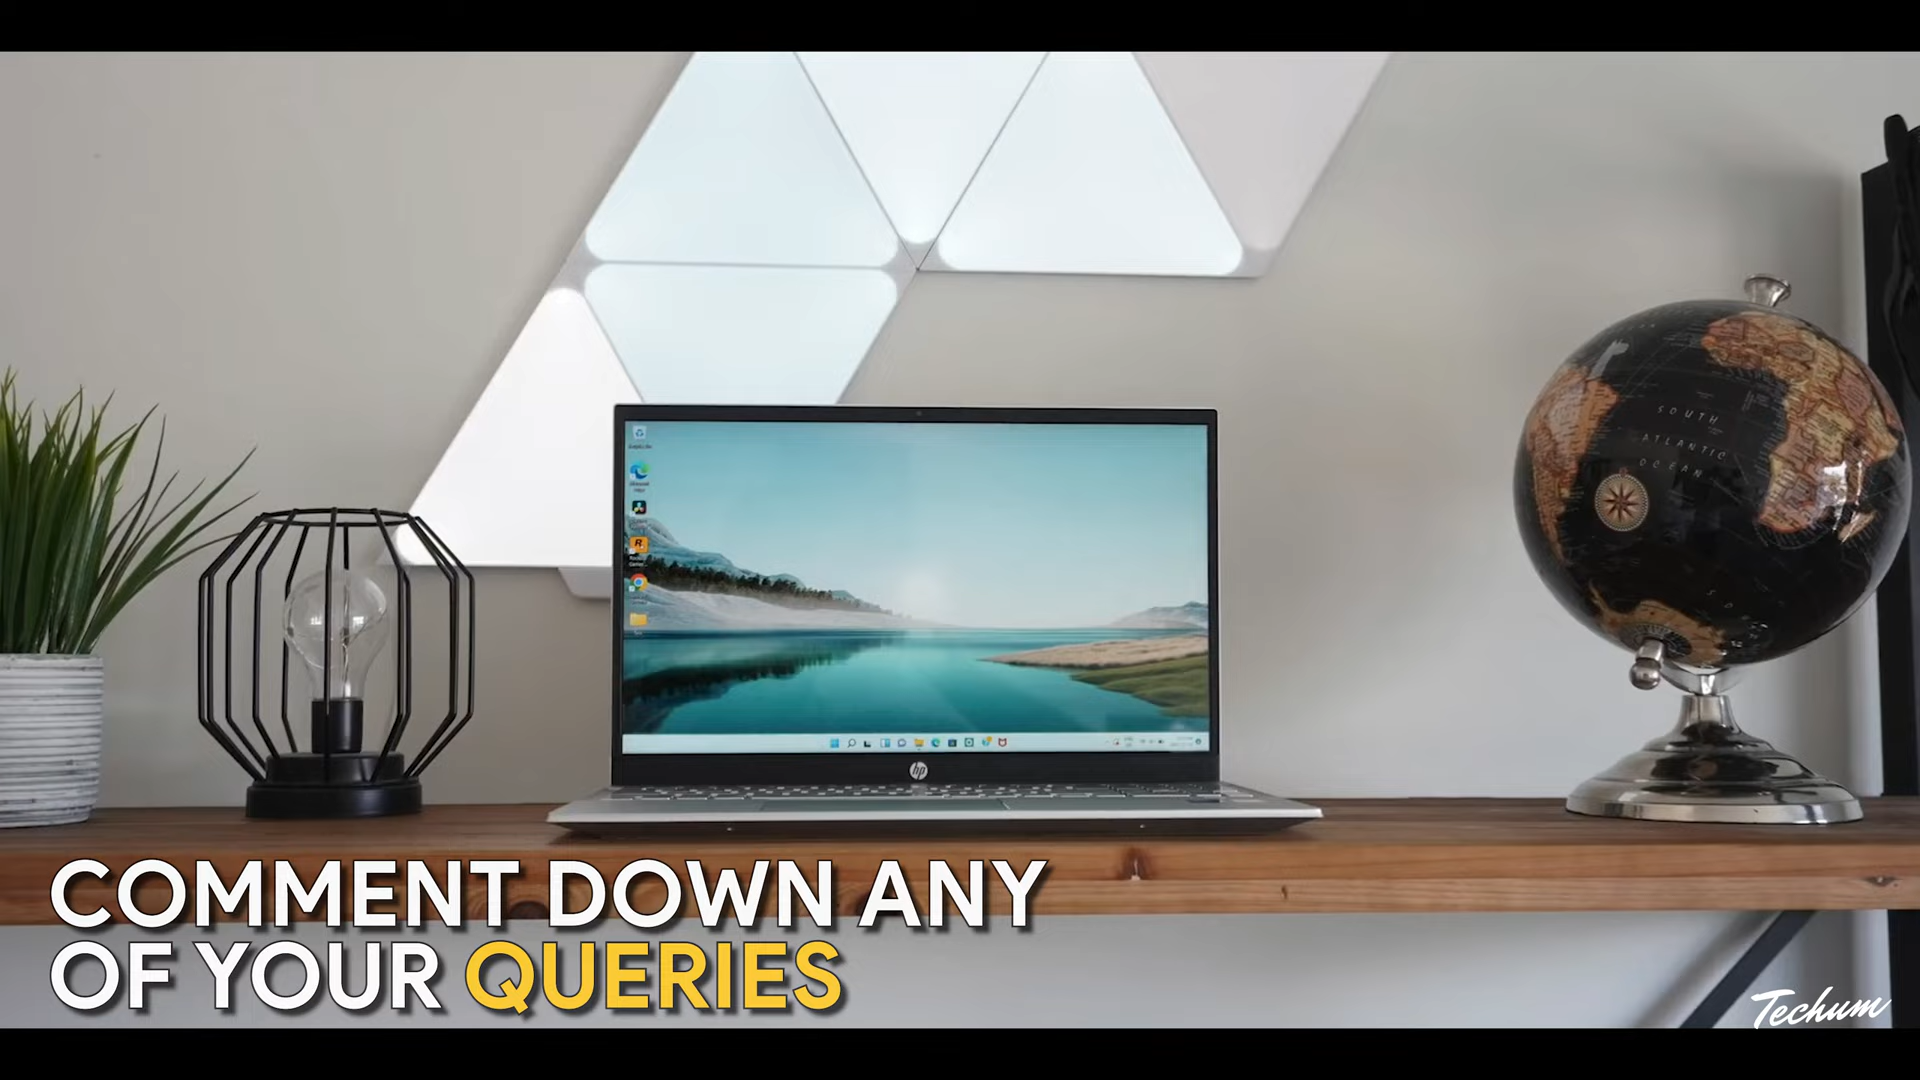 SOUTH
ATLANTIC
OCEAN
hp
COMMENT DOWN ANY
OF YOUR QUERIES
Techum